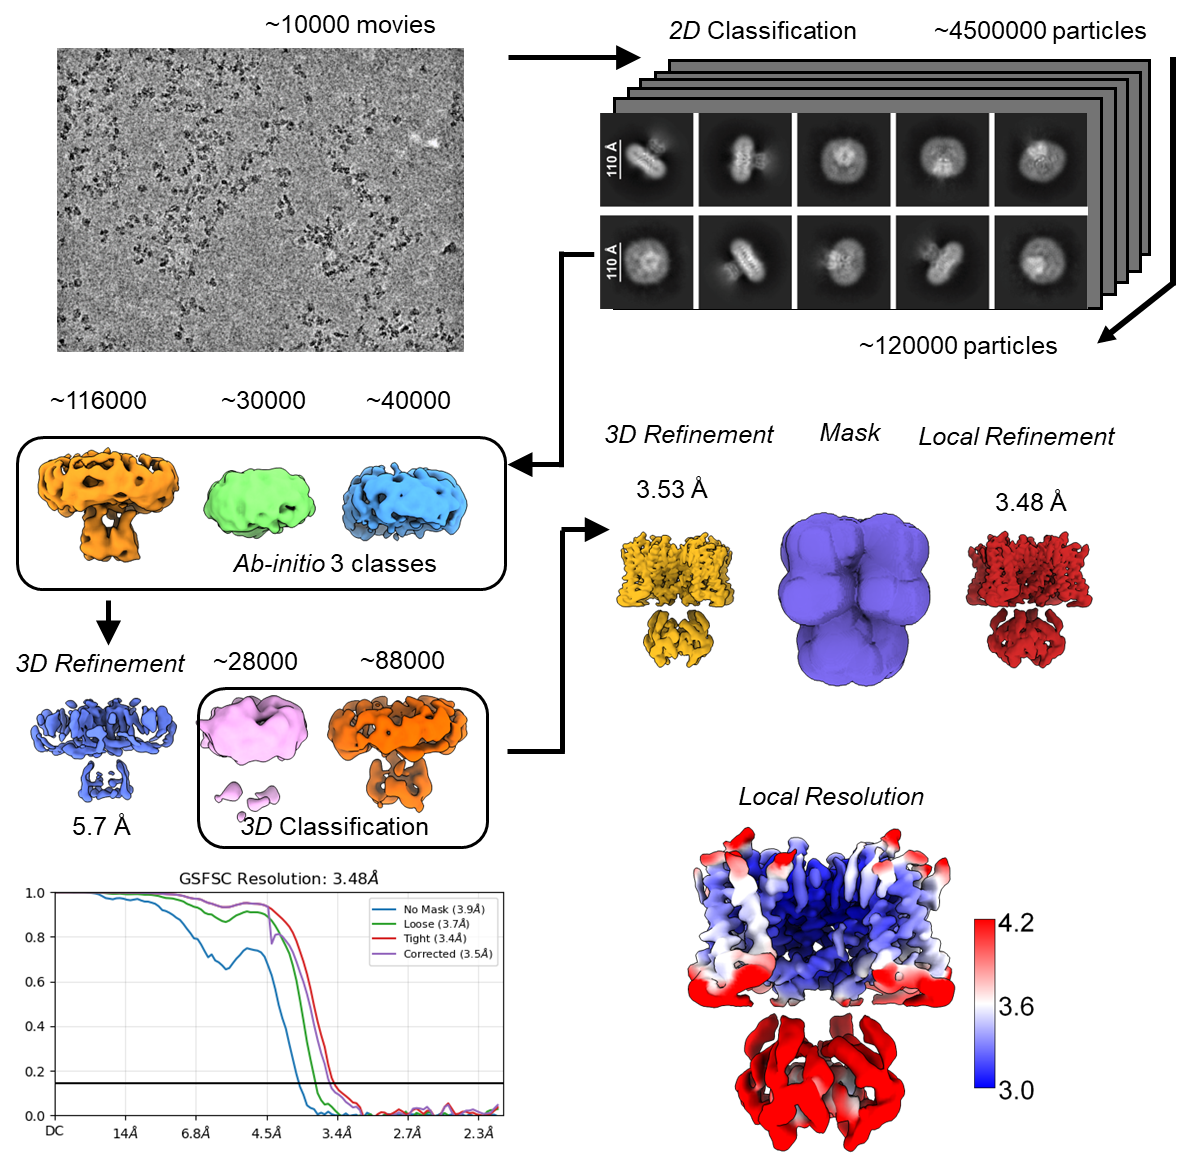 ~10000 movies
2D Classification
~4500000 particles
110 Å
110 Å
~120000 particles
~116000
~30000
~40000
Ab-initio 3 classes
3D Refinement
Mask
Local Refinement
3.53 Å
3.48 Å
3D Refinement
~28000
~88000
5.7 Å
3D Classification
Local Resolution
4.2
3.6
3.0
GSFSC Resolution: 3.48Å
No Mask (3.9Å)
Loose (3.7Å)
Tight (3.4Å)
Corrected (3.5Å)
1.0
0.8
0.6
0.4
0.2
0.0
DC
14Å
6.8Å
4.5Å
3.4Å
2.7Å
2.3Å